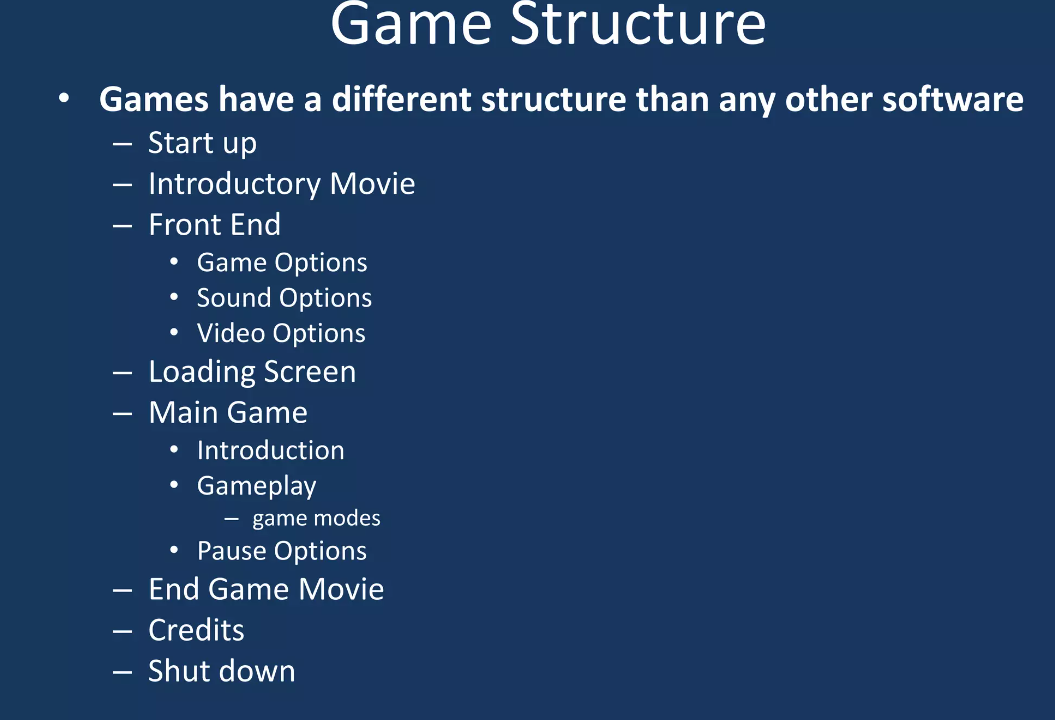 Game Structure
• Games have a different structure than any other software
– Start up
– Introductory Movie
– Front End
• Game Options
• Sound Options
• Video Options
– Loading Screen
– Main Game
• Introduction
• Gameplay
– game modes
• Pause Options
– End Game Movie
– Credits
– Shut down